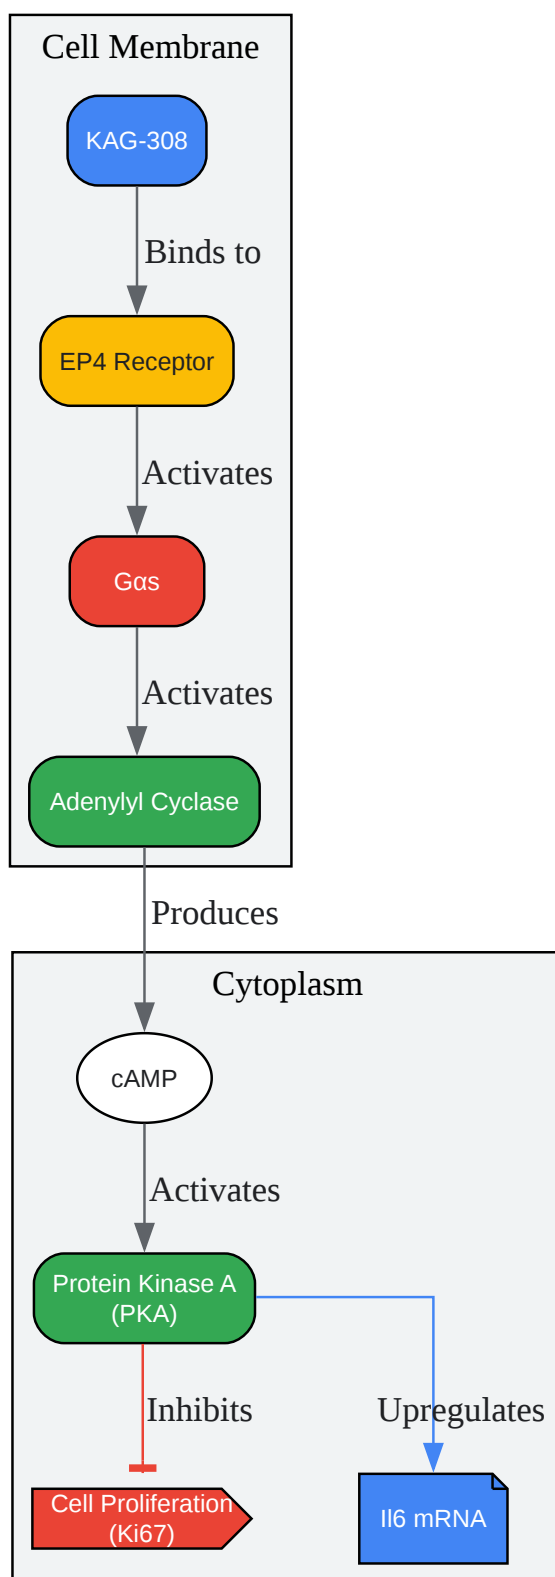 Cell Membrane
KAG-308
Binds to
EP4 Receptor
Activates
Gαs
Activates
Adenylyl Cyclase
Produces
Cytoplasm
cAMP
Activates
Protein Kinase A
(PKA)
Inhibits
Upregulates
Cell Proliferation
(Ki67)
Il6 mRNA